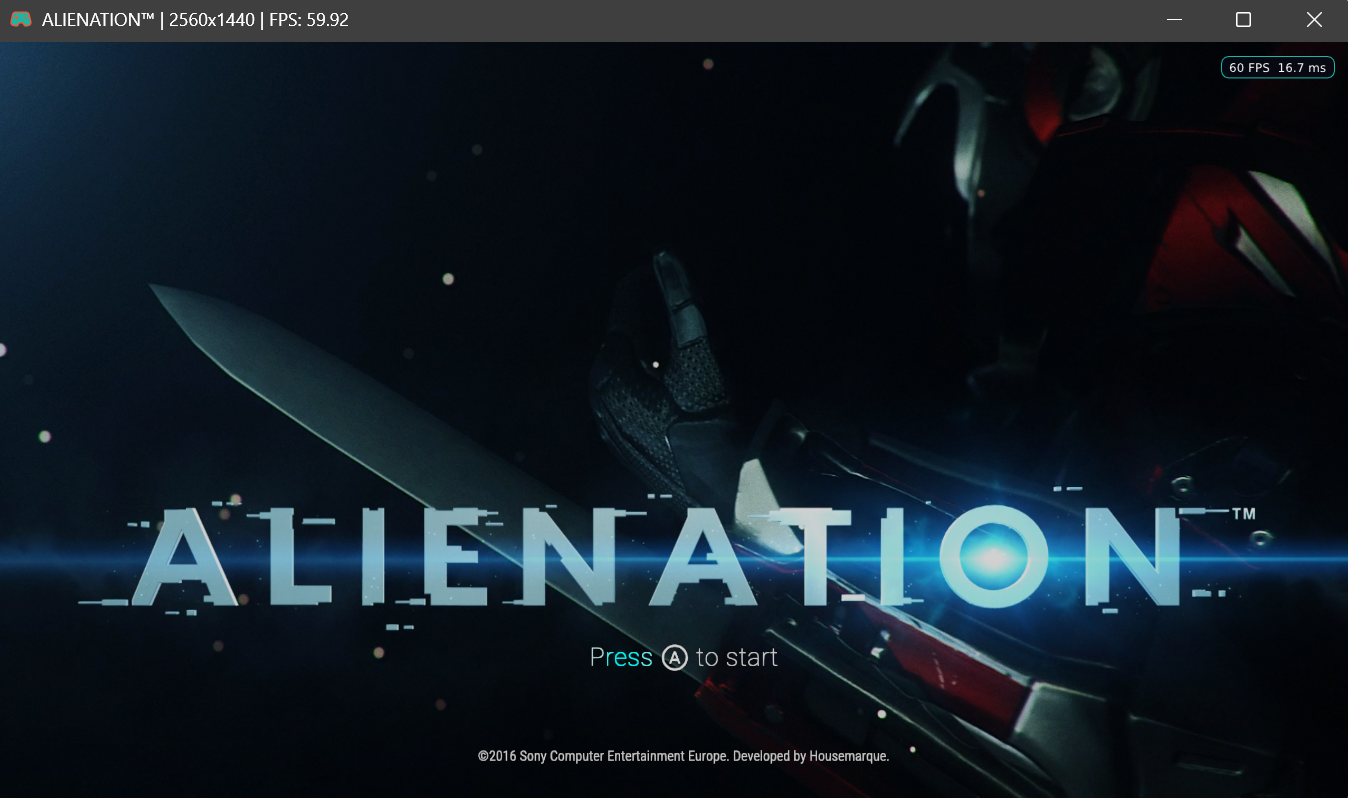 ALIENATION™ | 2560x1440 | FPS: 59.92
60 FPS 16.7 ms
ALIENATION™
Press A to start
©2016 Sony Computer Entertainment Europe. Developed by Housemarque.